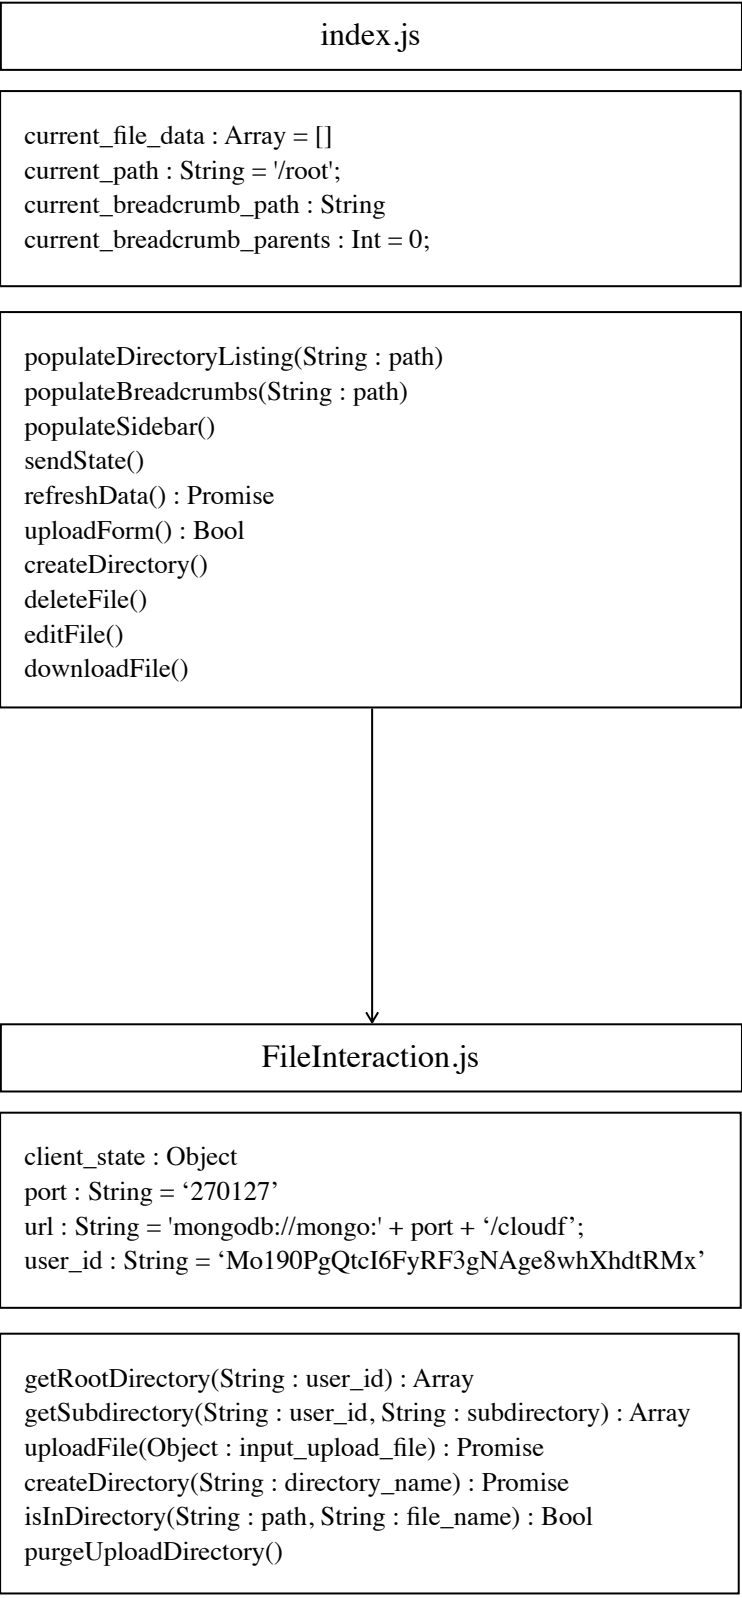 index.js
current_file_data : Array = []
current_path : String = '/root';
current_breadcrumb_path : String
current_breadcrumb_parents : Int = 0;
populateDirectoryListing(String : path)
populateBreadcrumbs(String : path)
populateSidebar()
sendState()
refreshData() : Promise
uploadForm() : Bool
createDirectory()
deleteFile()
editFile()
downloadFile()
FileInteraction.js
client_state : Object
port : String = ‘270127’
url : String = 'mongodb://mongo:' + port + ‘/cloudf’;
user_id : String = ‘Mo190PgQtcI6FyRF3gNAge8whXhdtRMx’
getRootDirectory(String : user_id) : Array
getSubdirectory(String : user_id, String : subdirectory) : Array
uploadFile(Object : input_upload_file) : Promise
createDirectory(String : directory_name) : Promise
isInDirectory(String : path, String : file_name) : Bool
purgeUploadDirectory()